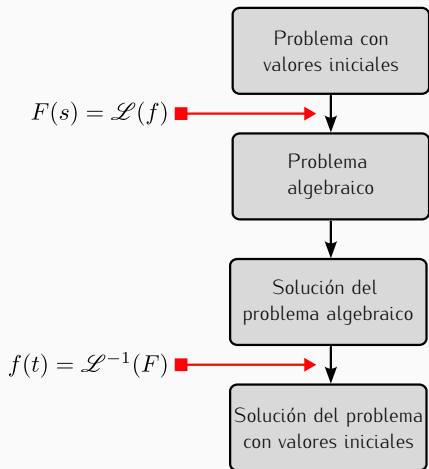 Problema con
valores iniciales
F(s) = ℒ(f)
Problema
algebraico
Solución del
problema algebraico
f(t) = ℒ⁻¹(F)
Solución del problema
con valores iniciales